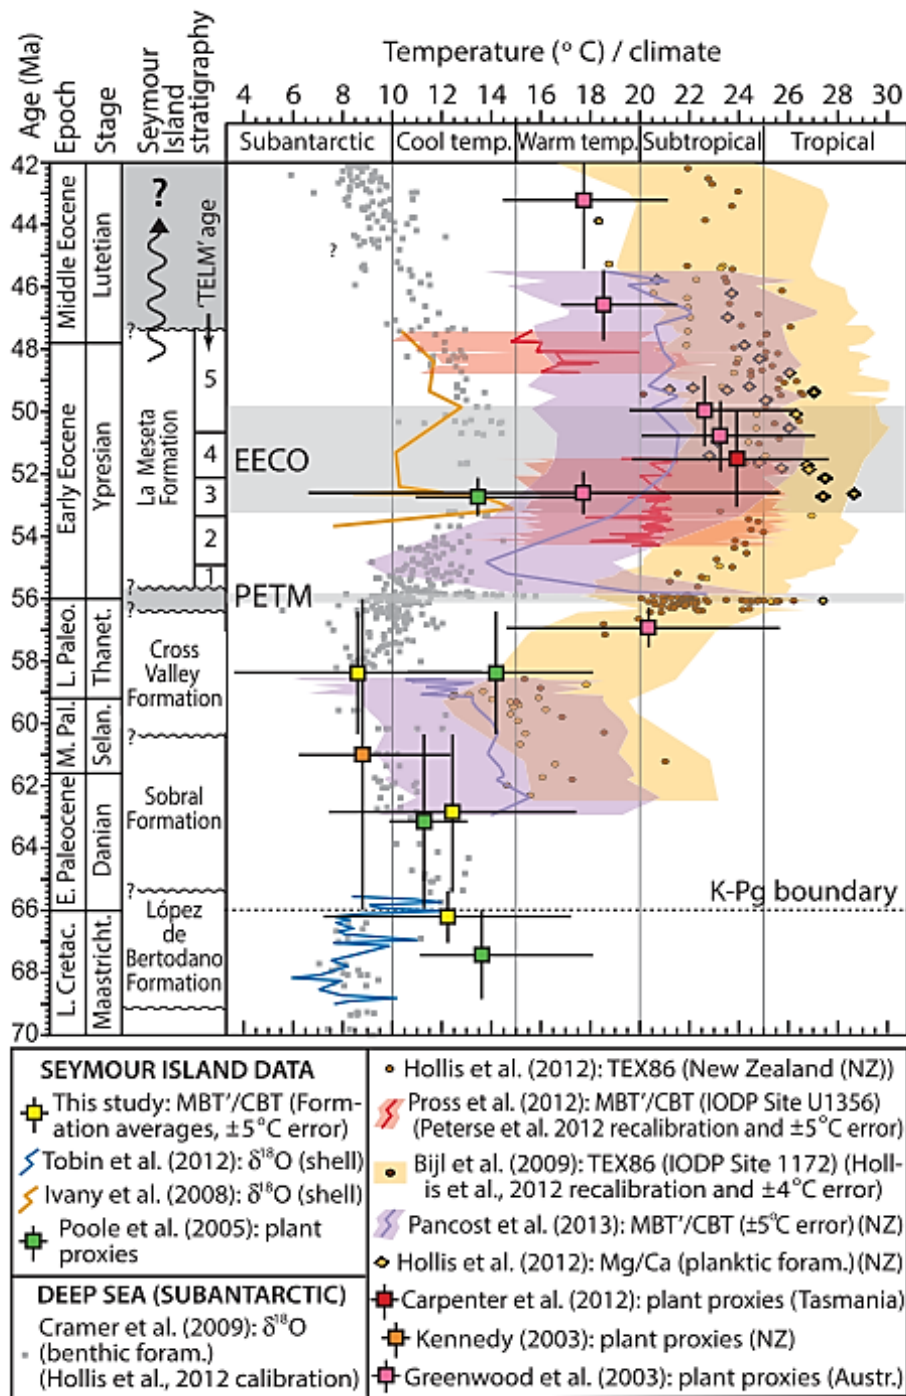 Temperature (° C) / climate
Age (Ma)
Epoch
Stage
Seymour
Island
stratigraphy
4 6 8 10 12 14 16 18 20 22 24 26 28 30
Subantarctic
Cool temp.
Warm temp.
Subtropical
Tropical
42
44
46
48
50
52
54
56
58
60
62
64
66
68
70
Middle Eocene
Early Eocene
L. Paleo.
M. Pal.
E. Paleocene
L. Cretac.
Lutetian
Ypresian
Thanet.
Selan.
Danian
Maastricht.
?
'TELM' age
?
?
La Meseta
Formation
5
4
3
2
1
EECO
PETM
?
?
Cross
Valley
Formation
?
Sobral
Formation
?
K-Pg boundary
López
de
Bertodano
Formation
SEYMOUR ISLAND DATA
This study: MBT'/CBT (Form-
ation averages, ±5°C error)
Tobin et al. (2012): δ¹⁸O (shell)
Ivany et al. (2008): δ¹⁸O (shell)
Poole et al. (2005): plant
proxies
DEEP SEA (SUBANTARCTIC)
Cramer et al. (2009): δ¹⁸O
(benthic foram.)
(Hollis et al., 2012 calibration)
Hollis et al. (2012): TEX86 (New Zealand (NZ))
Pross et al. (2012): MBT'/CBT (IODP Site U1356)
(Peterse et al. 2012 recalibration and ±5°C error)
Bijl et al. (2009): TEX86 (IODP Site 1172) (Holl-
is et al., 2012 recalibration and ±4°C error)
Pancost et al. (2013): MBT'/CBT (±5°C error) (NZ)
Hollis et al. (2012): Mg/Ca (planktic foram.) (NZ)
Carpenter et al. (2012): plant proxies (Tasmania)
Kennedy (2003): plant proxies (NZ)
Greenwood et al. (2003): plant proxies (Austr.)